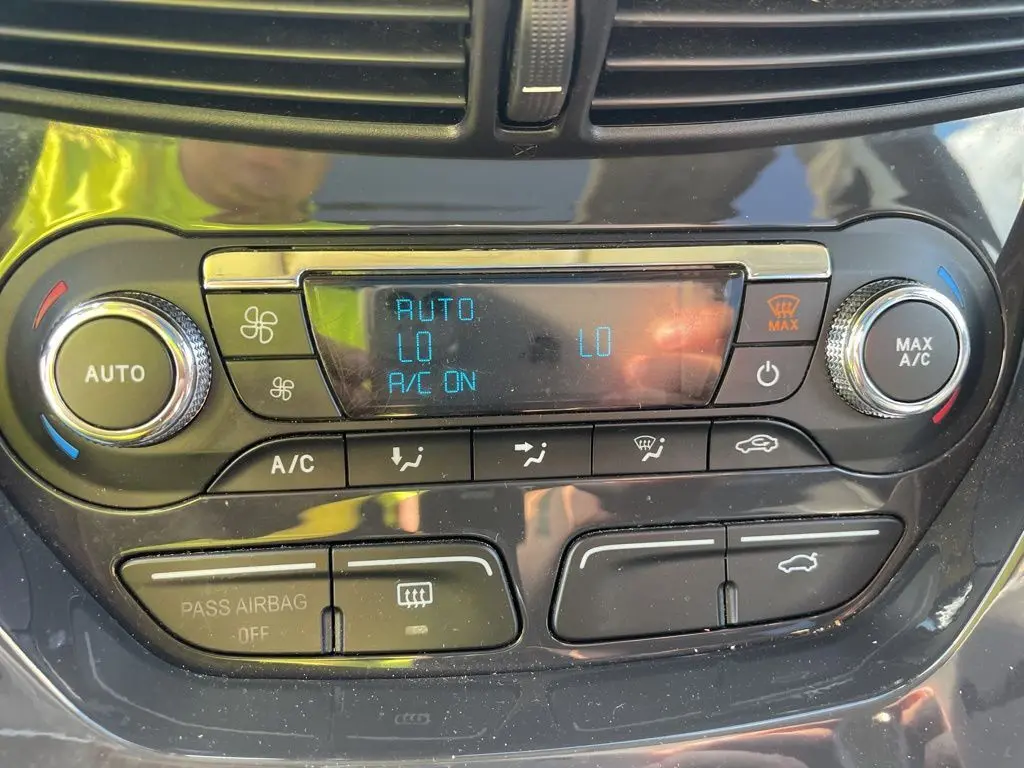 AUTO
LO LO
A/C ON
AUTO
MAX
MAX
A/C
A/C
PASS AIRBAG
OFF